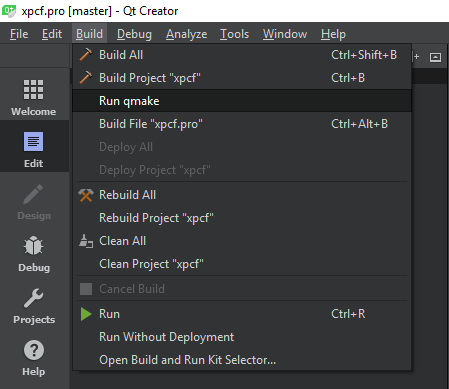 xpcf.pro [master] - Qt Creator
File Edit Build Debug Analyze Tools Window Help
Build All Ctrl+Shift+B
Build Project "xpcf" Ctrl+B
Run qmake
Build File "xpcf.pro" Ctrl+Alt+B
Deploy All
Deploy Project "xpcf"
Rebuild All
Rebuild Project "xpcf"
Clean All
Clean Project "xpcf"
Cancel Build
Run Ctrl+R
Run Without Deployment
Open Build and Run Kit Selector...
Welcome
Edit
Design
Debug
Projects
Help